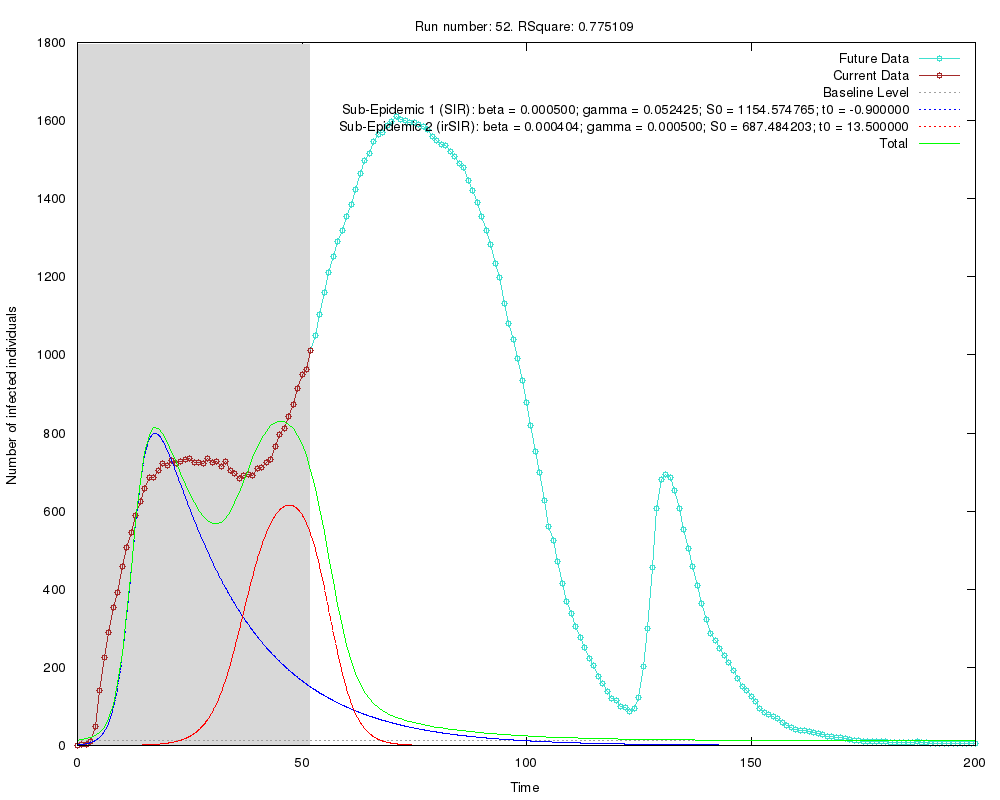 Run number: 52. RSquare: 0.775109
Future Data
Current Data
Baseline Level
Sub-Epidemic 1 (SIR): beta = 0.000500; gamma = 0.052425; S0 = 1154.574765; t0 = -0.900000
Sub-Epidemic 2 (irSIR): beta = 0.000404; gamma = 0.000500; S0 = 687.484203; t0 = 13.500000
Total
Number of infected individuals
1800
1600
1400
1200
1000
800
600
400
200
0
0 50 100 150 200
Time